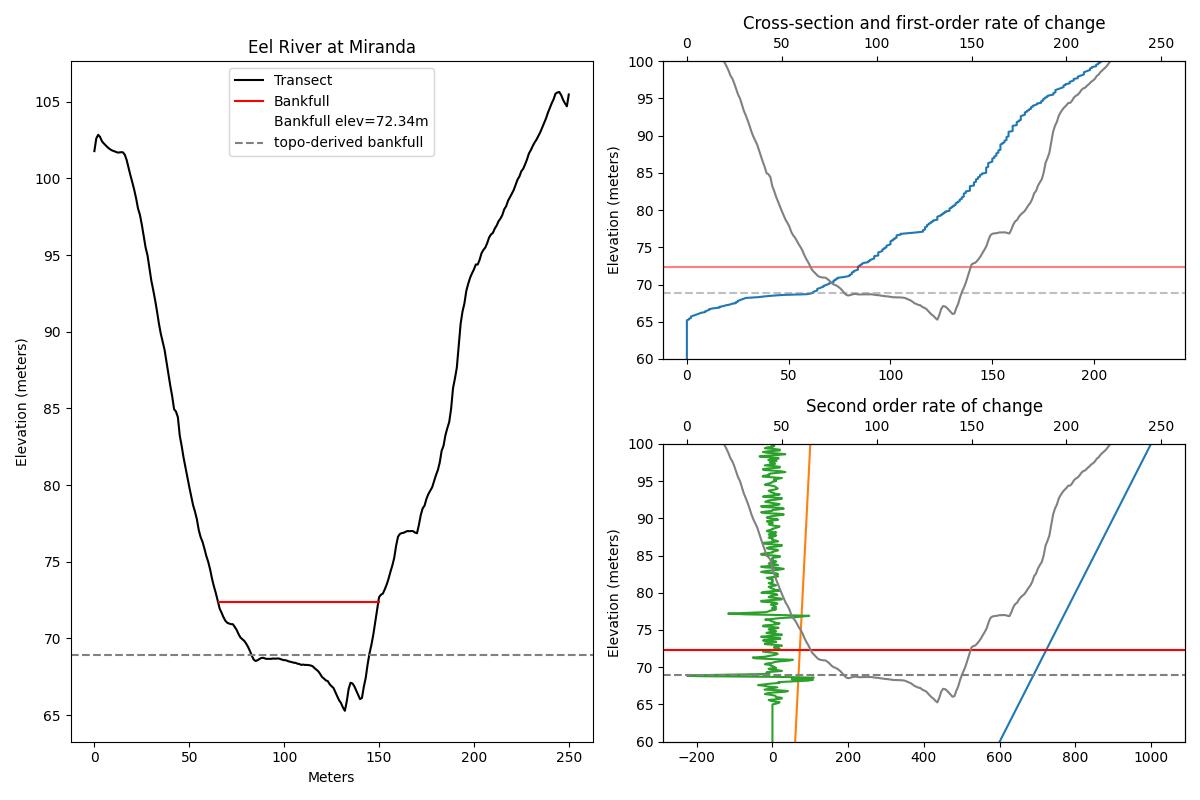 Eel River at Miranda
Transect
Bankfull
Bankfull elev=72.34m
topo-derived bankfull
Elevation (meters)
105
100
95
90
85
80
75
70
65
0 50 100 150 200 250
Meters
Cross-section and first-order rate of change
0 50 100 150 200 250
Elevation (meters)
100
95
90
85
80
75
70
65
60
0 50 100 150 200
Second order rate of change
0 50 100 150 200 250
Elevation (meters)
100
95
90
85
80
75
70
65
60
−200 0 200 400 600 800 1000